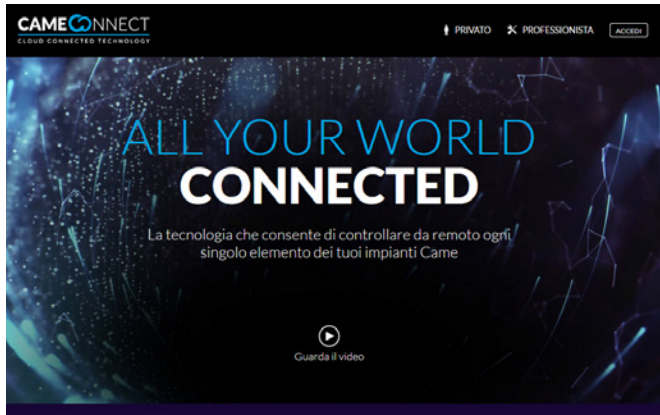 CAMECONNECT
CLOUD CONNECTED TECHNOLOGY
PRIVATO PROFESSIONISTA ACCEDI
ALL YOUR WORLD
CONNECTED
La tecnologia che consente di controllare da remoto ogni
singolo elemento dei tuoi impianti Came
Guarda il video